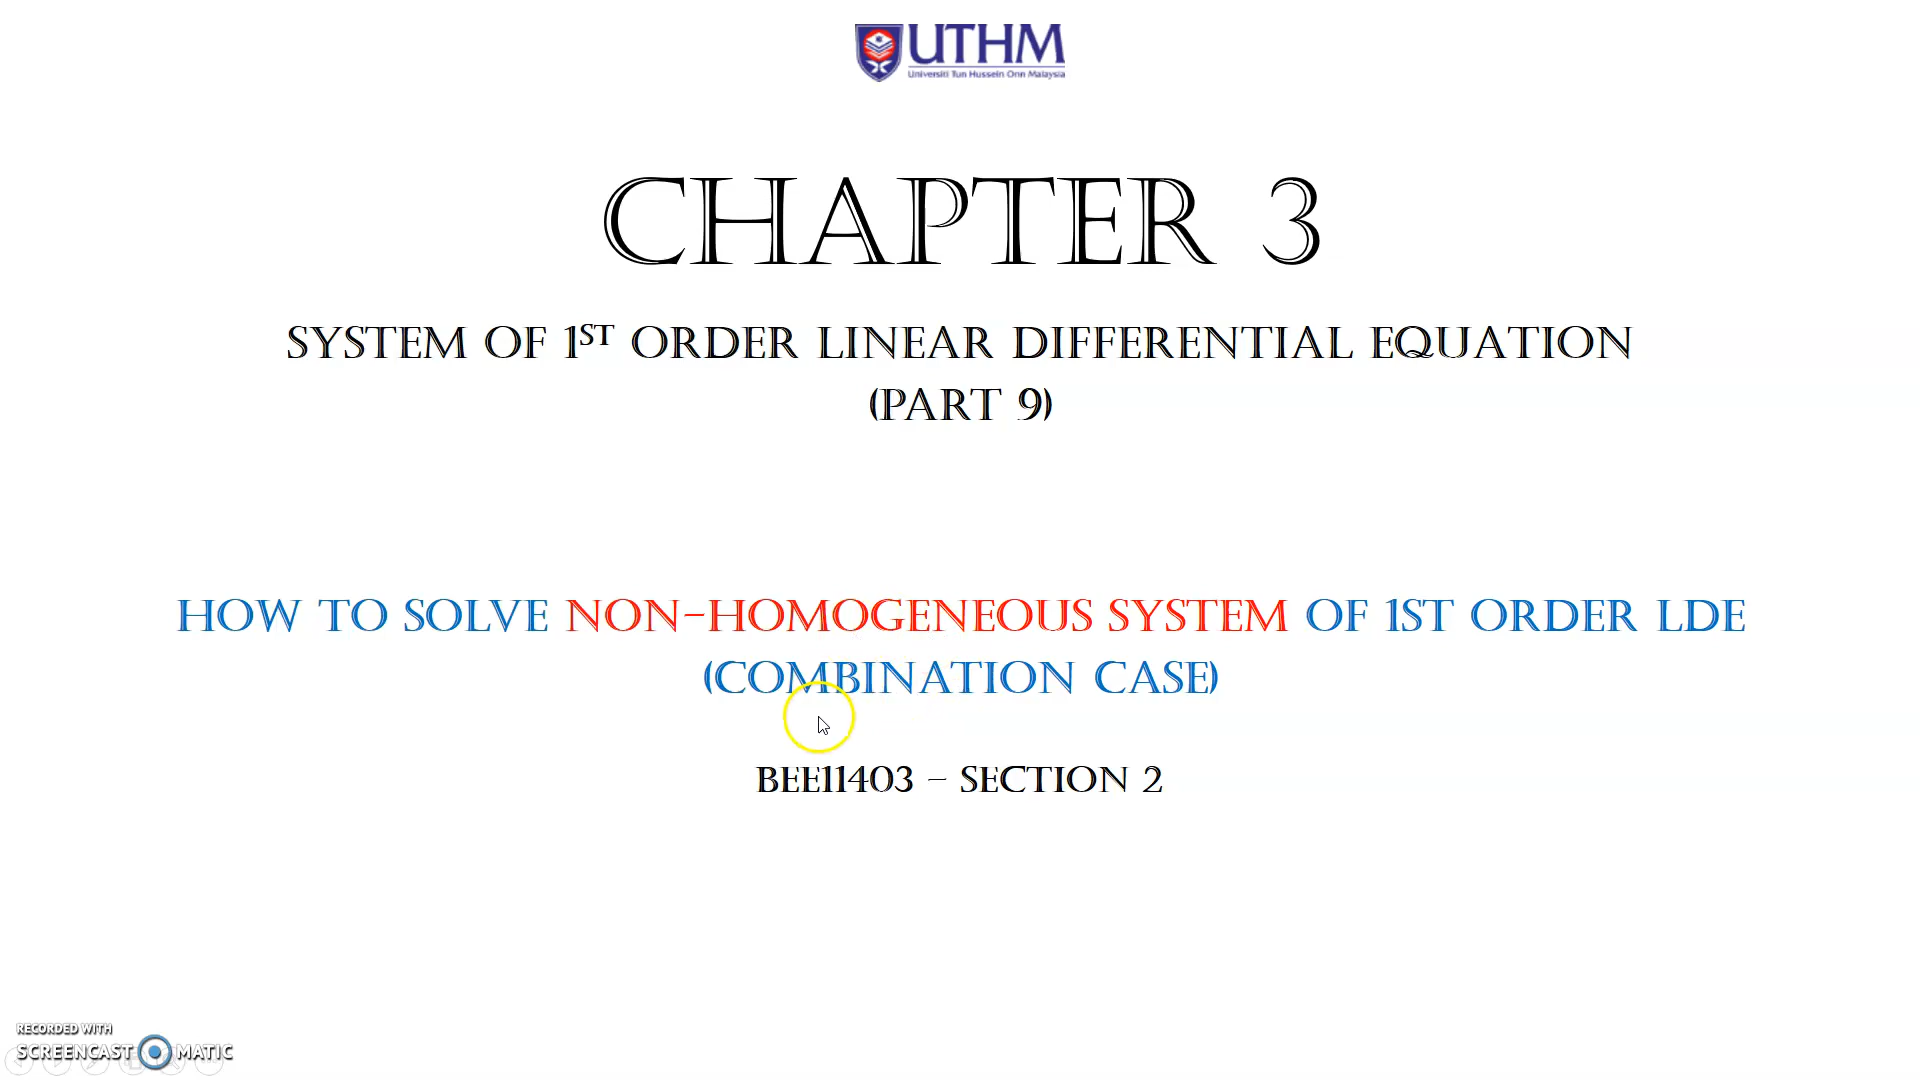 UTHM
Universiti Tun Hussein Onn Malaysia
CHAPTER 3
SYSTEM OF 1ST ORDER LINEAR DIFFERENTIAL EQUATION
(PART 9)
HOW TO SOLVE NON-HOMOGENEOUS SYSTEM OF 1ST ORDER LDE
(COMBINATION CASE)
BEE11403 – SECTION 2
RECORDED WITH
SCREENCAST MATIC